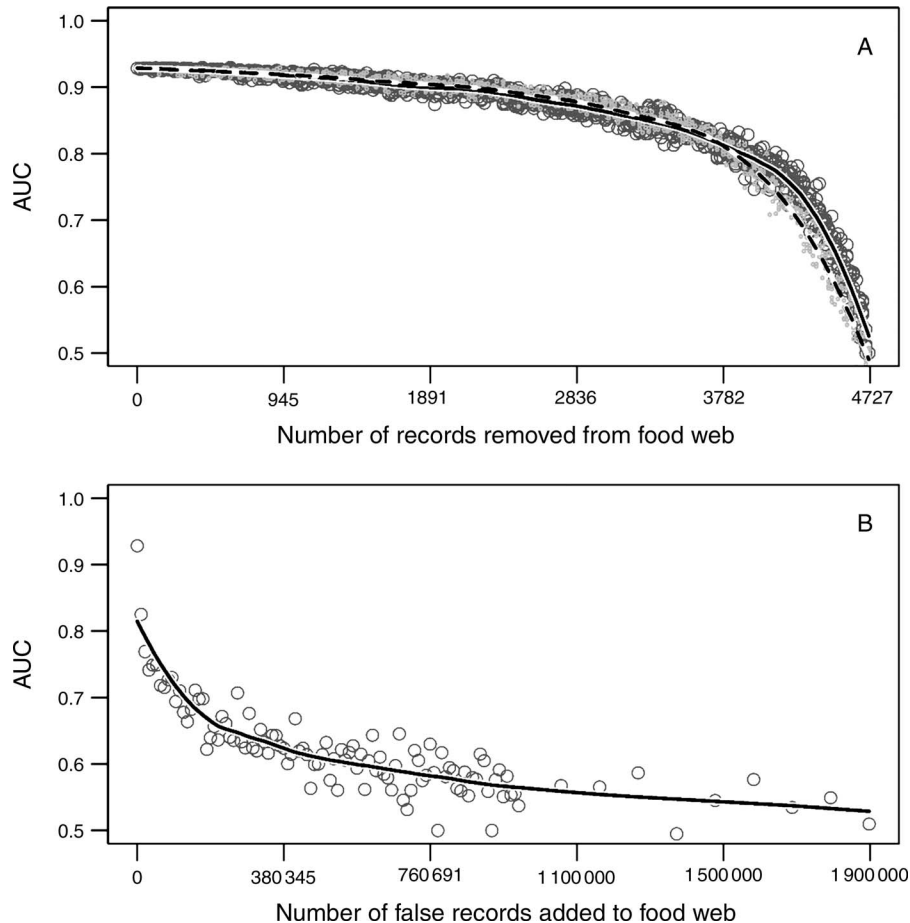 A
1.0
0.9
0.8
0.7
0.6
0.5
AUC
0 945 1891 2836 3782 4727
Number of records removed from food web
B
1.0
0.9
0.8
0.7
0.6
0.5
AUC
0 380 345 760 691 1 100 000 1 500 000 1 900 000
Number of false records added to food web